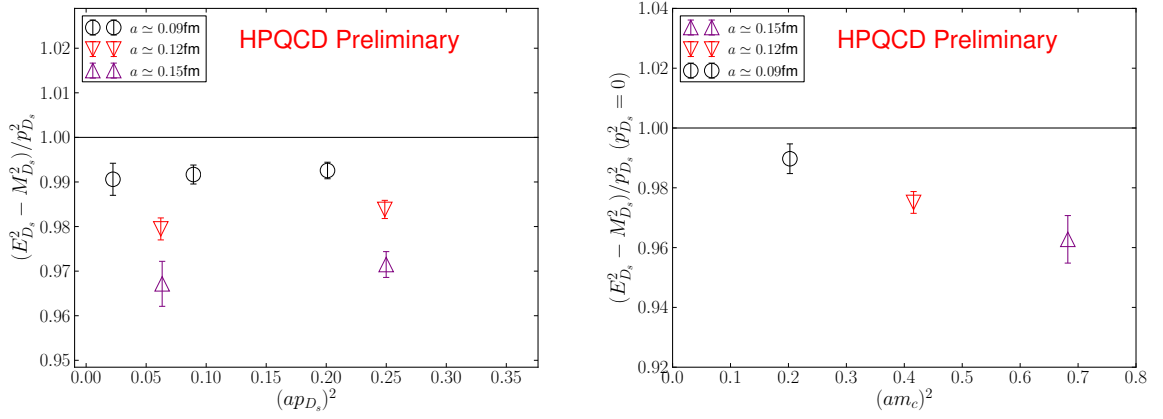 HPQCD Preliminary
a ≃ 0.09fm
a ≃ 0.12fm
a ≃ 0.15fm
(E²_{D_s} − M²_{D_s})/p²_{D_s}
1.02
1.01
1.00
0.99
0.98
0.97
0.96
0.95
0.00 0.05 0.10 0.15 0.20 0.25 0.30 0.35
(ap_{D_s})²
HPQCD Preliminary
a ≃ 0.15fm
a ≃ 0.12fm
a ≃ 0.09fm
(E²_{D_s} − M²_{D_s})/p²_{D_s} (p²_{D_s} = 0)
1.04
1.02
1.00
0.98
0.96
0.94
0.92
0.0 0.1 0.2 0.3 0.4 0.5 0.6 0.7 0.8
(am_c)²